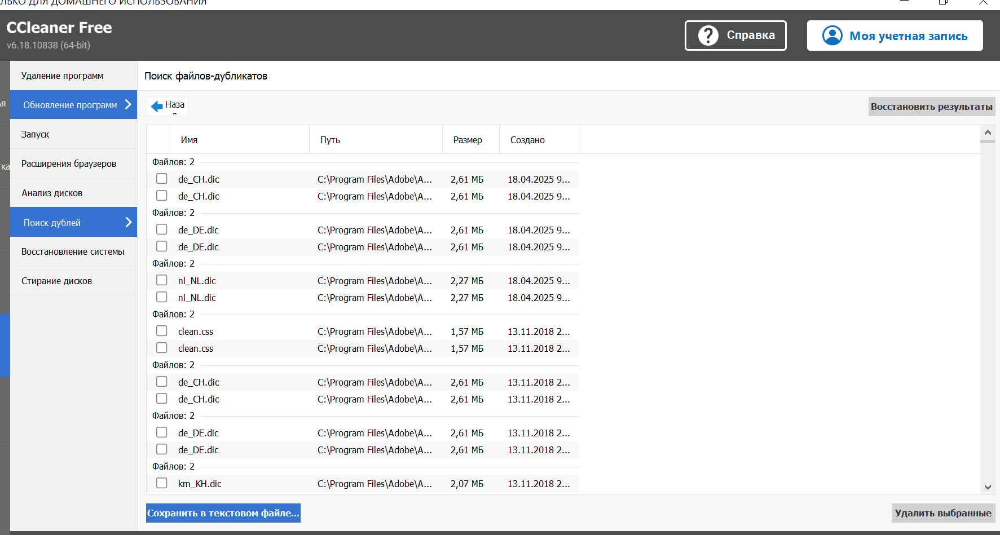 ЛЬКО ДЛЯ ДОМАШНЕГО ИСПОЛЬЗОВАНИЯ
CCleaner Free
v6.18.10838 (64-bit)
Справка
Моя учетная запись
ья
тка
Удаление программ
Обновление программ
Запуск
Расширения браузеров
Анализ дисков
Поиск дублей
Восстановление системы
Стирание дисков
Поиск файлов-дубликатов
Наза
Восстановить результаты
Имя Путь Размер Создано
Файлов: 2
de_CH.dic C:\Program Files\Adobe\A... 2,61 МБ 18.04.2025 9...
de_CH.dic C:\Program Files\Adobe\A... 2,61 МБ 18.04.2025 9...
Файлов: 2
de_DE.dic C:\Program Files\Adobe\A... 2,61 МБ 18.04.2025 9...
de_DE.dic C:\Program Files\Adobe\A... 2,61 МБ 18.04.2025 9...
Файлов: 2
nl_NL.dic C:\Program Files\Adobe\A... 2,27 МБ 18.04.2025 9...
nl_NL.dic C:\Program Files\Adobe\A... 2,27 МБ 18.04.2025 9...
Файлов: 2
clean.css C:\Program Files\Adobe\A... 1,57 МБ 13.11.2018 2...
clean.css C:\Program Files\Adobe\A... 1,57 МБ 13.11.2018 2...
Файлов: 2
de_CH.dic C:\Program Files\Adobe\A... 2,61 МБ 13.11.2018 2...
de_CH.dic C:\Program Files\Adobe\A... 2,61 МБ 13.11.2018 2...
Файлов: 2
de_DE.dic C:\Program Files\Adobe\A... 2,61 МБ 13.11.2018 2...
de_DE.dic C:\Program Files\Adobe\A... 2,61 МБ 13.11.2018 2...
Файлов: 2
km_KH.dic C:\Program Files\Adobe\A... 2,07 МБ 13.11.2018 2...
Сохранить в текстовом файле...
Удалить выбранные